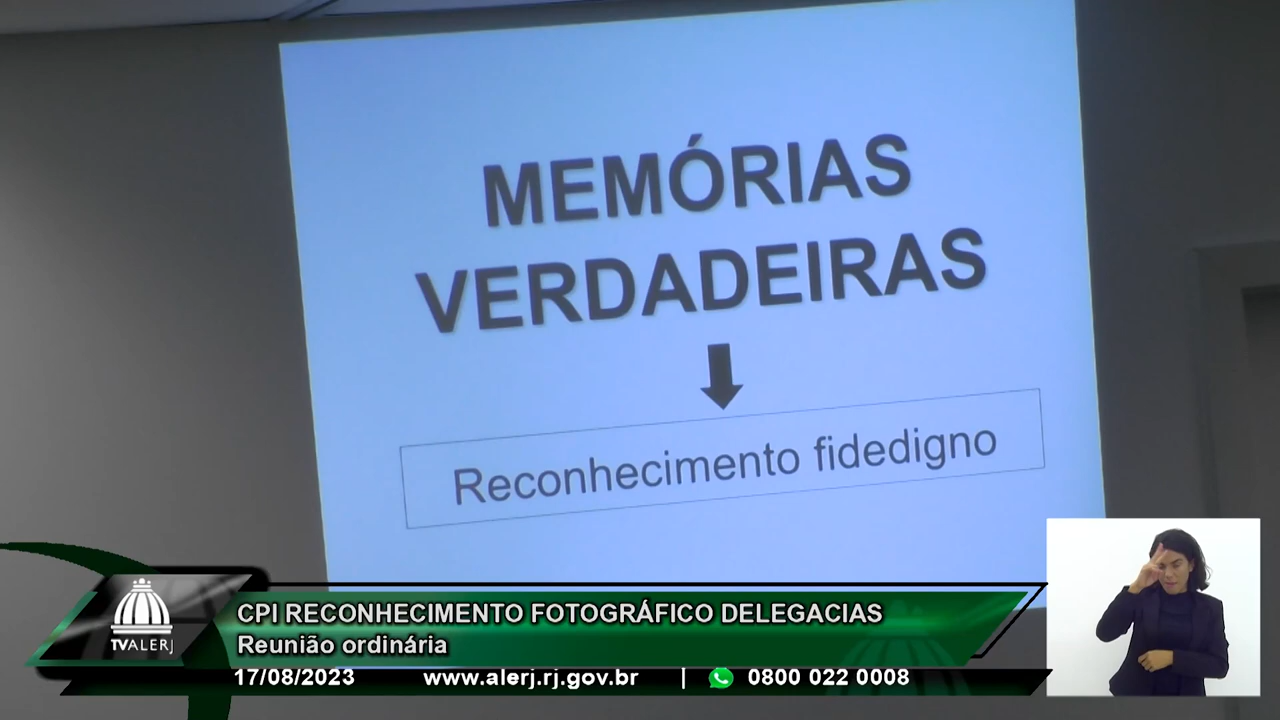 MEMÓRIAS
VERDADEIRAS
Reconhecimento fidedigno
CPI RECONHECIMENTO FOTOGRÁFICO DELEGACIAS
Reunião ordinária
TVALERJ
17/08/2023 www.alerj.rj.gov.br | 0800 022 0008